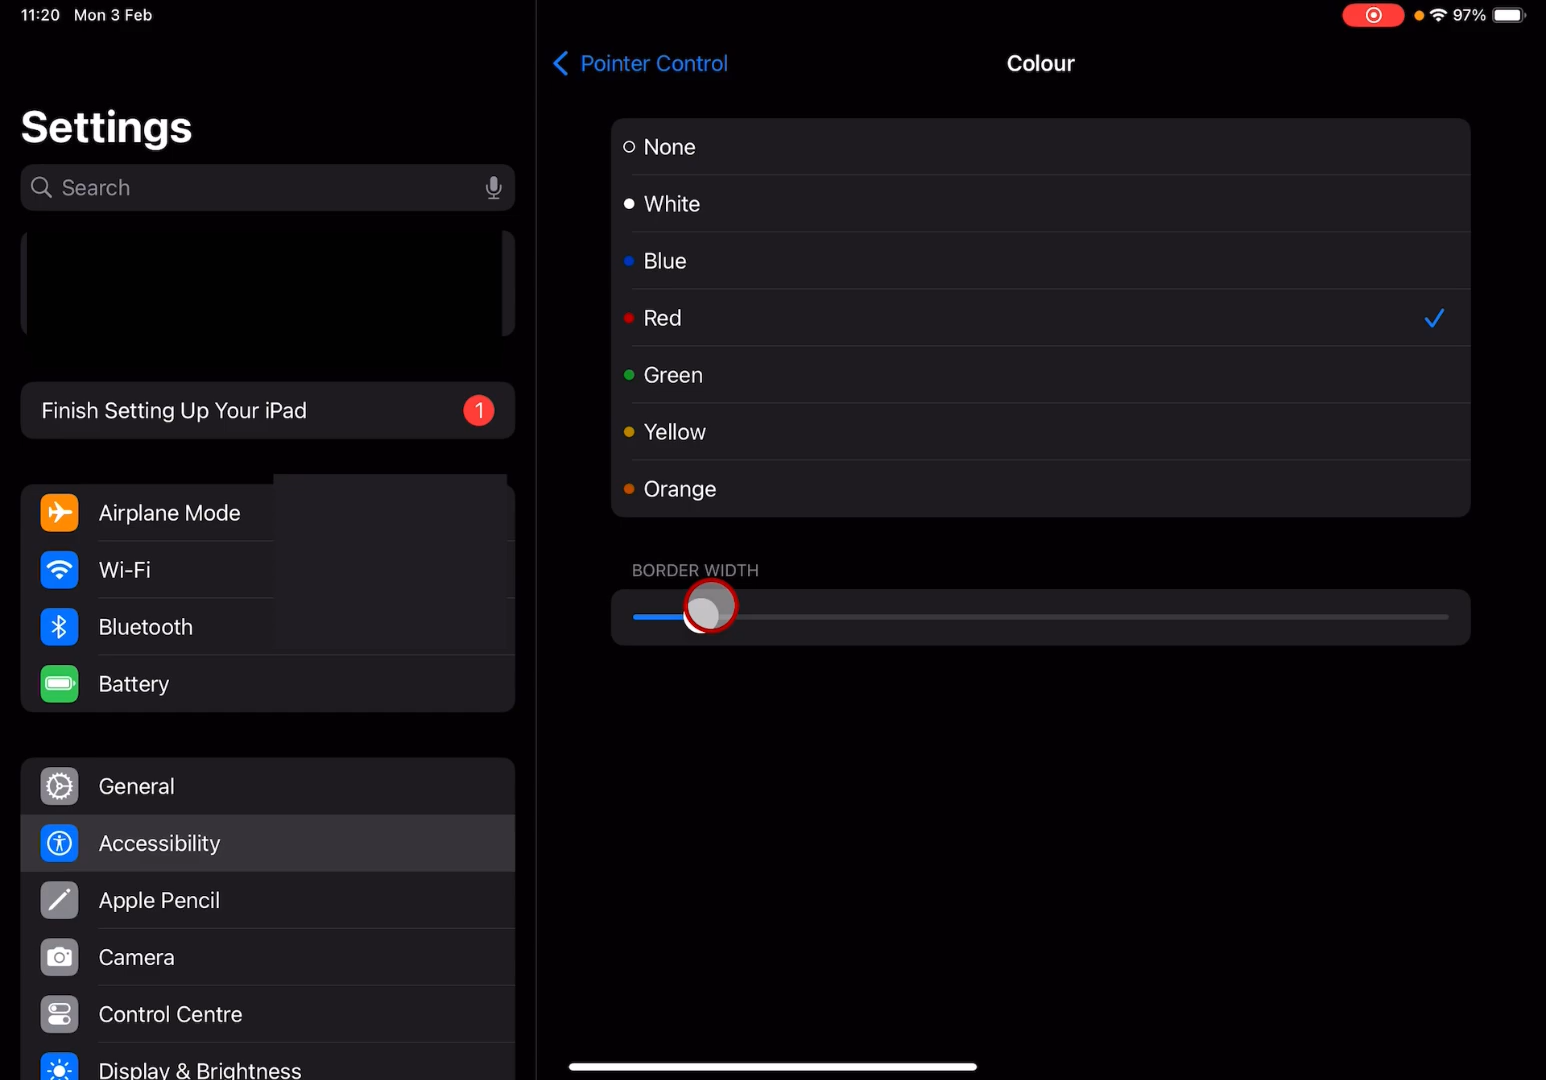 11:20 Mon 3 Feb
97%
Settings
Search
Finish Setting Up Your iPad
1
Airplane Mode
Wi-Fi
Bluetooth
Battery
General
Accessibility
Apple Pencil
Camera
Control Centre
Display & Brightness
Pointer Control
Colour
None
White
Blue
Red
Green
Yellow
Orange
BORDER WIDTH